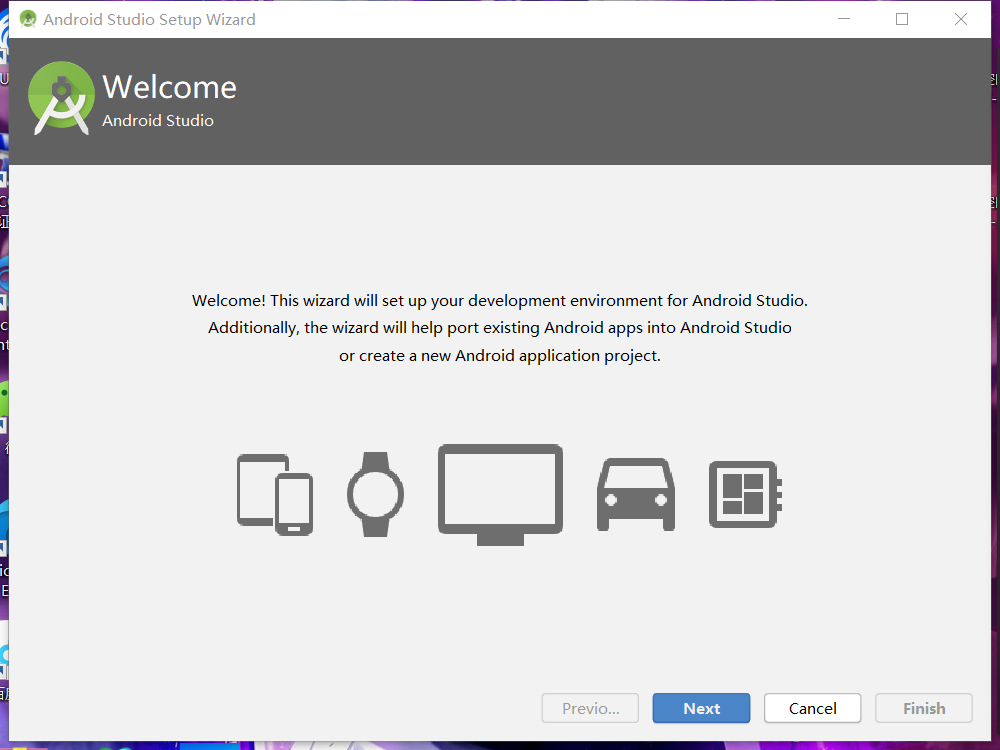 Android Studio Setup Wizard
Welcome
Android Studio
Welcome! This wizard will set up your development environment for Android Studio.
Additionally, the wizard will help port existing Android apps into Android Studio
or create a new Android application project.
Previo...
Next
Cancel
Finish